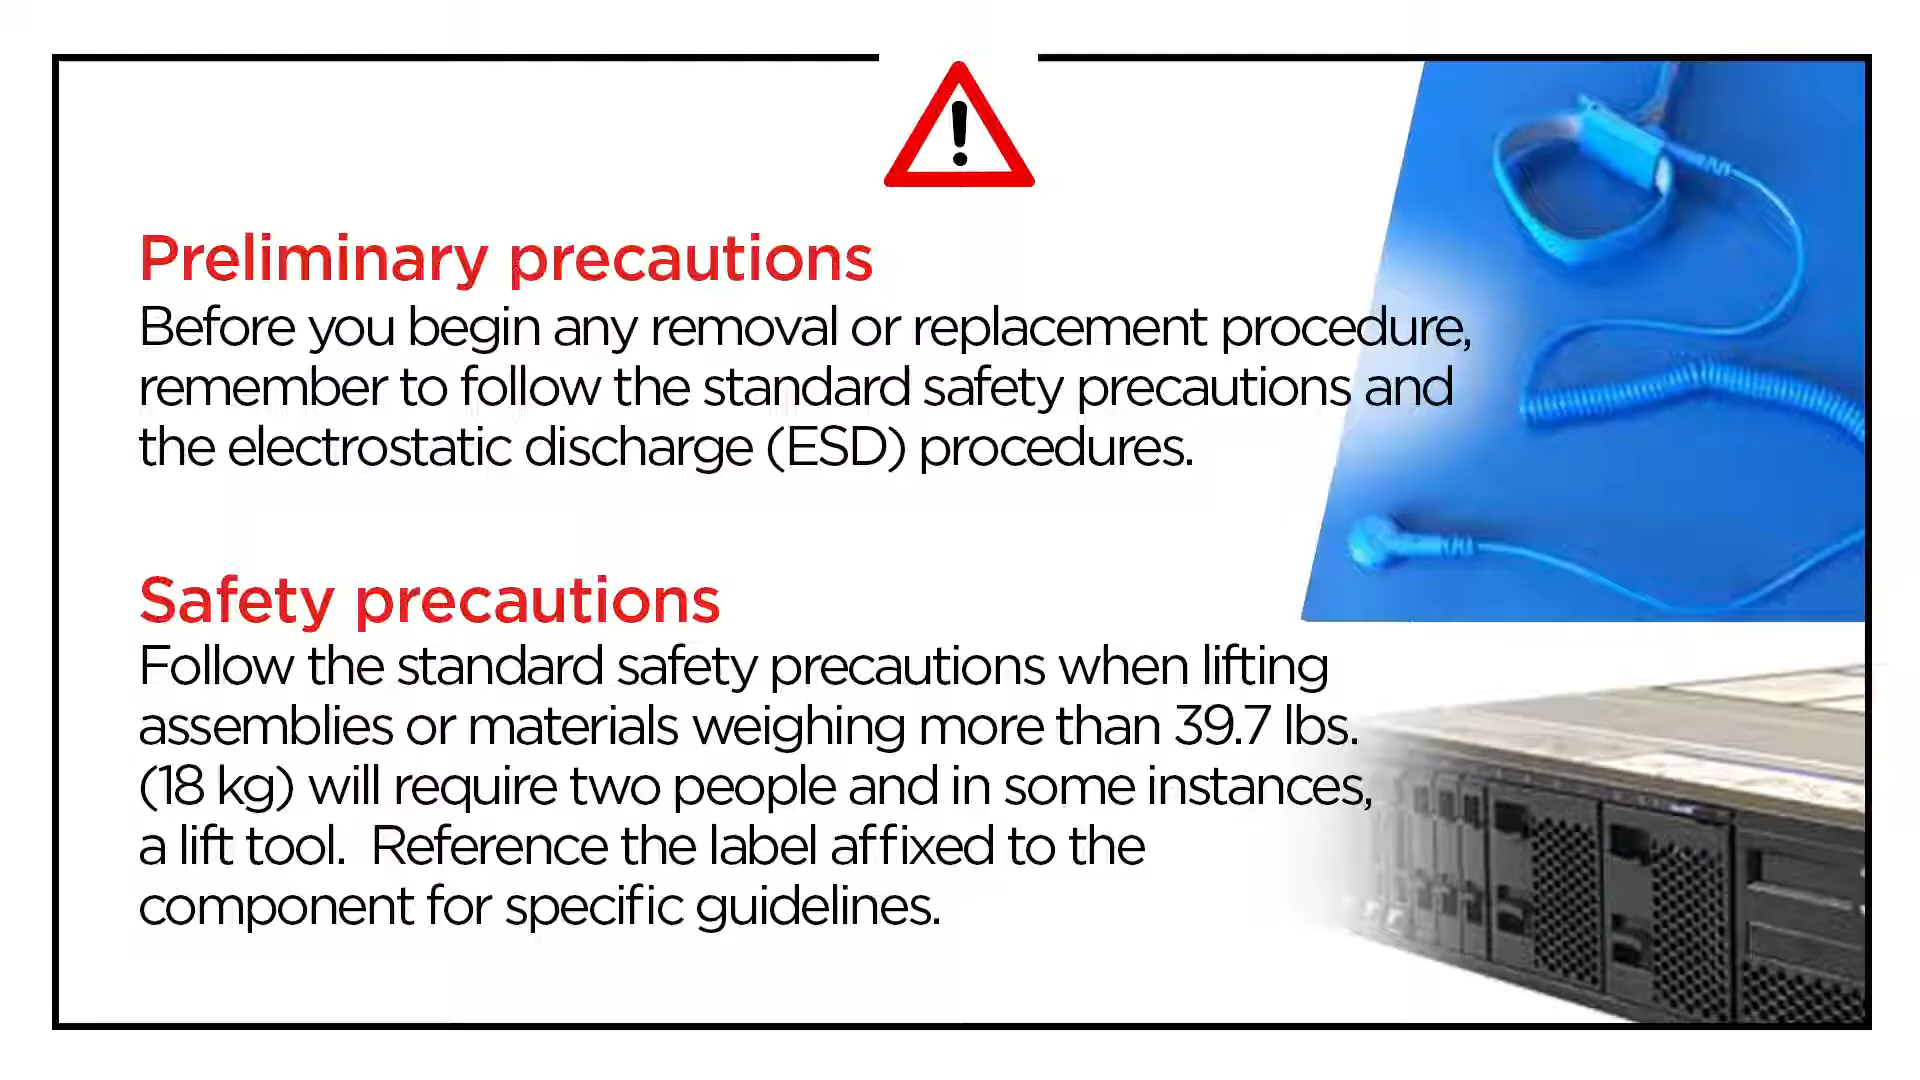 Preliminary precautions
Before you begin any removal or replacement procedure,
remember to follow the standard safety precautions and
the electrostatic discharge (ESD) procedures.
Safety precautions
Follow the standard safety precautions when lifting
assemblies or materials weighing more than 39.7 lbs.
(18 kg) will require two people and in some instances,
a lift tool.  Reference the label affixed to the
component for specific guidelines.